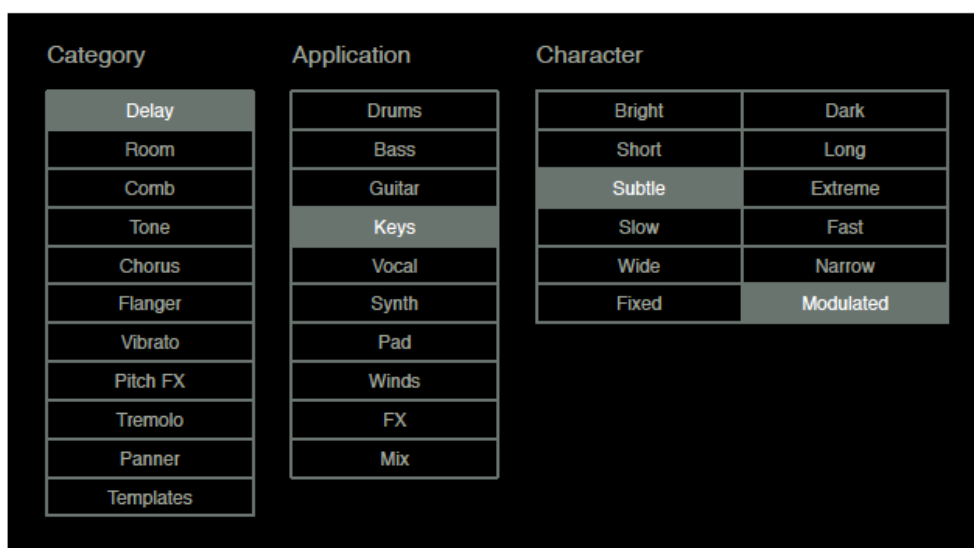 Category
Delay
Room
Comb
Tone
Chorus
Flanger
Vibrato
Pitch FX
Tremolo
Panner
Templates
Application
Drums
Bass
Guitar
Keys
Vocal
Synth
Pad
Winds
FX
Mix
Character
Bright Dark
Short Long
Subtle Extreme
Slow Fast
Wide Narrow
Fixed Modulated